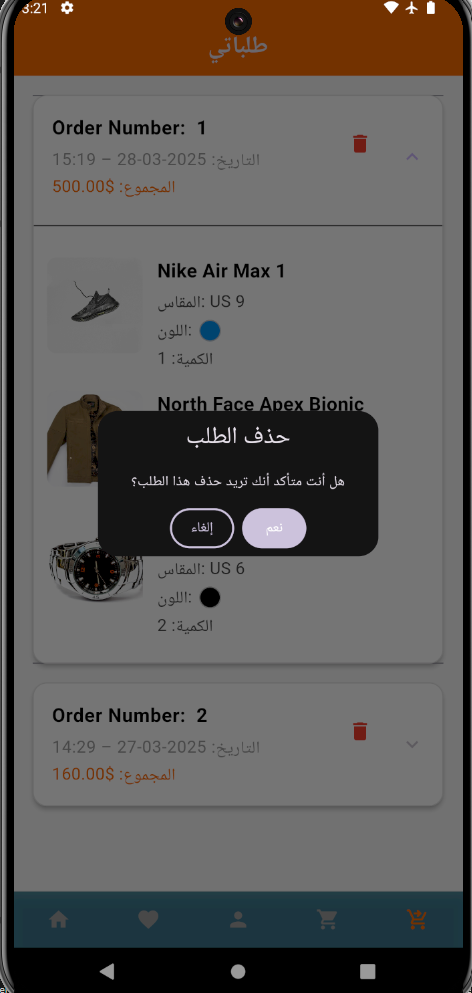 3:21
طلباتي
Order Number: 1
التاريخ: 2025-03-28 – 15:19
المجموع: 500.00$
Nike Air Max 1
المقاس: US 9
اللون:
الكمية: 1
North Face Apex Bionic
حذف الطلب
هل أنت متأكد أنك تريد حذف هذا الطلب؟
إلغاء نعم
المقاس: US 6
اللون:
الكمية: 2
Order Number: 2
التاريخ: 2025-03-27 – 14:29
المجموع: 160.00$